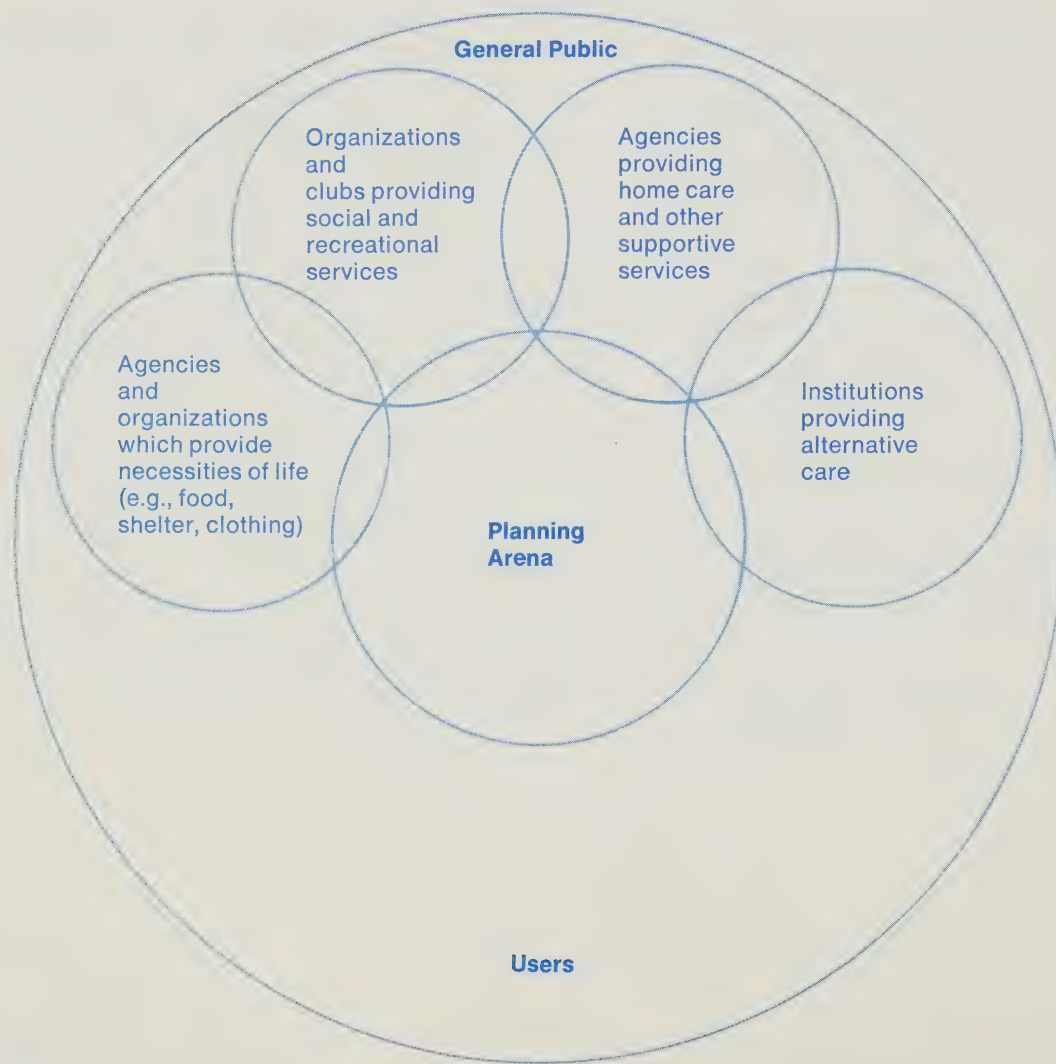 General Public
Organizations
and
clubs providing
social and
recreational
services
Agencies
providing
home care
and other
supportive
services
Agencies
and
organizations
which provide
necessities of life
(e.g., food,
shelter, clothing)
Institutions
providing
alternative
care
Planning
Arena
Users